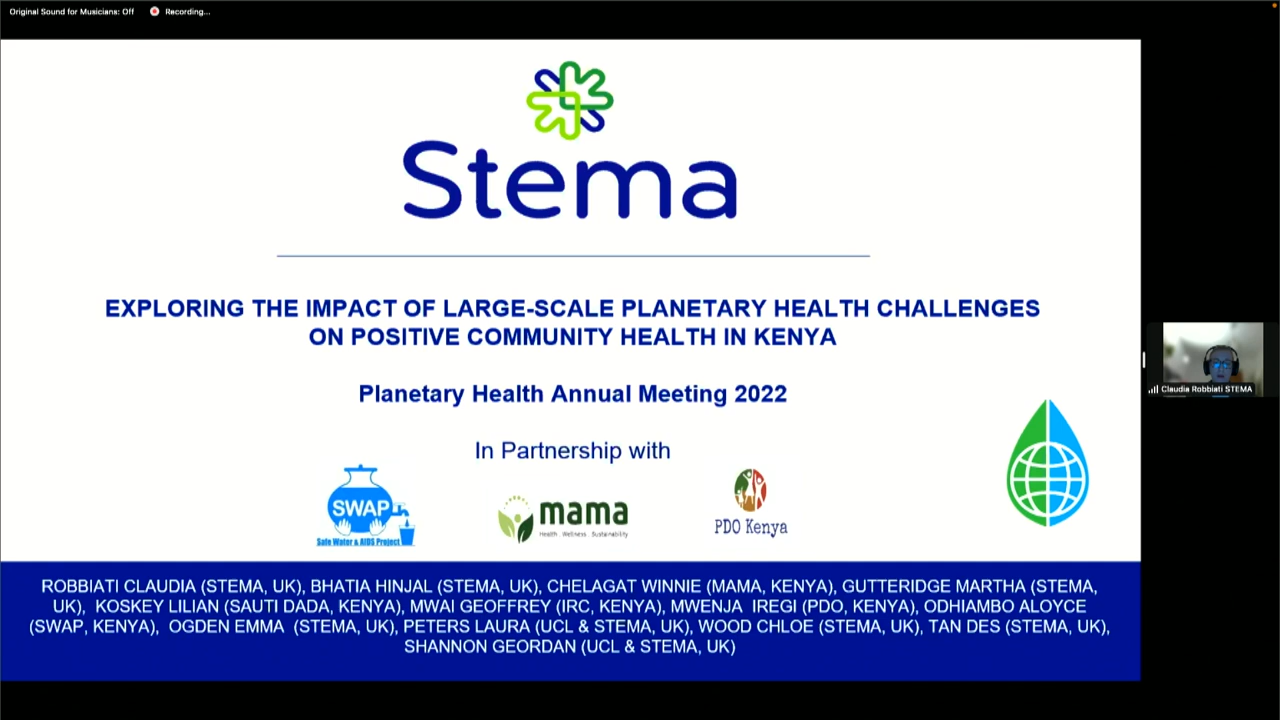 Original Sound for Musicians: Off
Recording...
Stema
EXPLORING THE IMPACT OF LARGE-SCALE PLANETARY HEALTH CHALLENGES
ON POSITIVE COMMUNITY HEALTH IN KENYA
Planetary Health Annual Meeting 2022
In Partnership with
SWAP
Safe Water & AIDS Project
mama
Health Wellness Sustainability
PDO Kenya
Claudia Robbiati STEMA
ROBBIATI CLAUDIA (STEMA, UK), BHATIA HINJAL (STEMA, UK), CHELAGAT WINNIE (MAMA, KENYA), GUTTERIDGE MARTHA (STEMA,
UK), KOSKEY LILIAN (SAUTI DADA, KENYA), MWAI GEOFFREY (IRC, KENYA), MWENJA IREGI (PDO, KENYA), ODHIAMBO ALOYCE
(SWAP, KENYA), OGDEN EMMA (STEMA, UK), PETERS LAURA (UCL & STEMA, UK), WOOD CHLOE (STEMA, UK), TAN DES (STEMA, UK),
SHANNON GEORDAN (UCL & STEMA, UK)